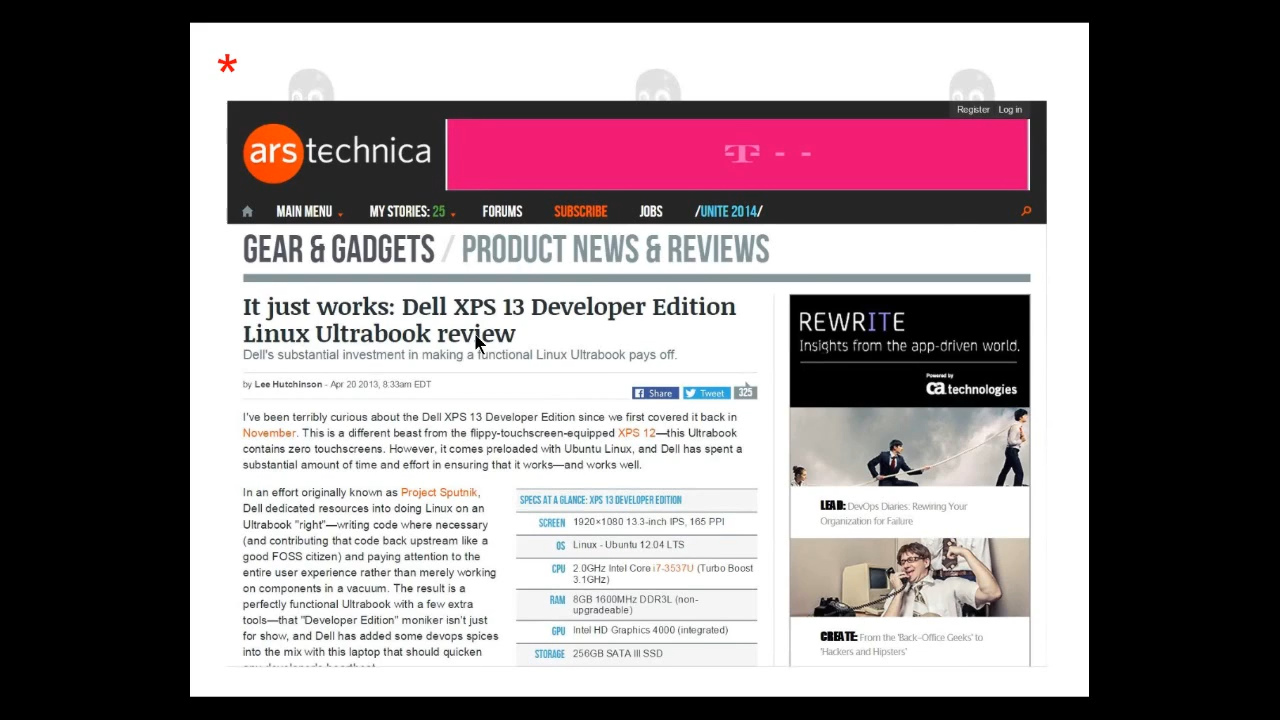 *
Register Log in
ars technica
T - -
MAIN MENU MY STORIES: 25 FORUMS SUBSCRIBE JOBS /UNITE 2014/
GEAR & GADGETS / PRODUCT NEWS & REVIEWS
It just works: Dell XPS 13 Developer Edition
Linux Ultrabook review
Dell's substantial investment in making a functional Linux Ultrabook pays off.
by Lee Hutchinson - Apr 20 2013, 8:33am EDT
Share Tweet 325
I've been terribly curious about the Dell XPS 13 Developer Edition since we first covered it back in
November. This is a different beast from the flippy-touchscreen-equipped XPS 12—this Ultrabook
contains zero touchscreens. However, it comes preloaded with Ubuntu Linux, and Dell has spent a
substantial amount of time and effort in ensuring that it works—and works well.
In an effort originally known as Project Sputnik,
Dell dedicated resources into doing Linux on an
Ultrabook "right"—writing code where necessary
(and contributing that code back upstream like a
good FOSS citizen) and paying attention to the
entire user experience rather than merely working
on components in a vacuum. The result is a
perfectly functional Ultrabook with a few extra
tools—that "Developer Edition" moniker isn't just
for show, and Dell has added some devops spices
into the mix with this laptop that should quicken
any developer's heartbeat.
SPECS AT A GLANCE: XPS 13 DEVELOPER EDITION
SCREEN 1920×1080 13.3-inch IPS, 165 PPI
OS Linux - Ubuntu 12.04 LTS
CPU 2.0GHz Intel Core i7-3537U (Turbo Boost
3.1GHz)
RAM 8GB 1600MHz DDR3L (non-
upgradeable)
GPU Intel HD Graphics 4000 (integrated)
STORAGE 256GB SATA III SSD
REWRITE
Insights from the app-driven world.
Powered by
ca technologies
LEAD: DevOps Diaries: Rewiring Your
Organization for Failure
CREATE: From the 'Back-Office Geeks' to
'Hackers and Hipsters'